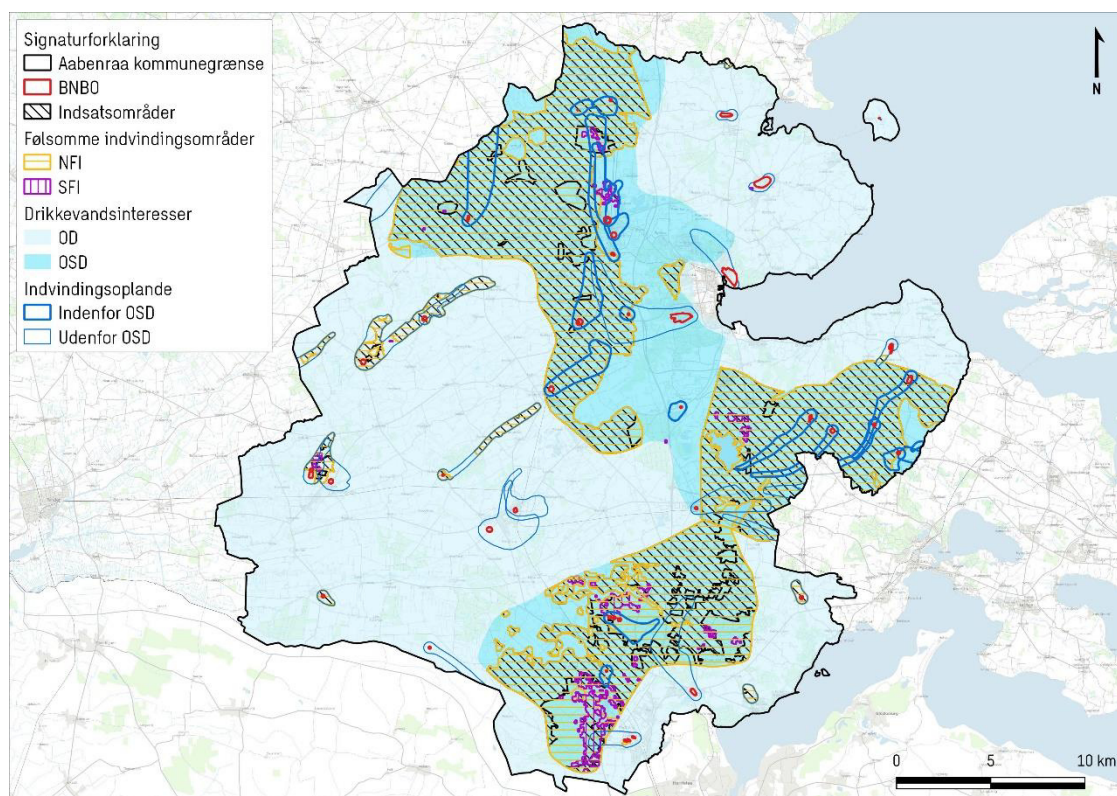 Signaturforklaring
Aabenraa kommunegrænse
BNBO
Indsatsområder
Følsomme indvindingsområder
NFI
SFI
Drikkevandsinteresser
OD
OSD
Indvindingsoplande
Indenfor OSD
Udenfor OSD
N
0 5 10 km